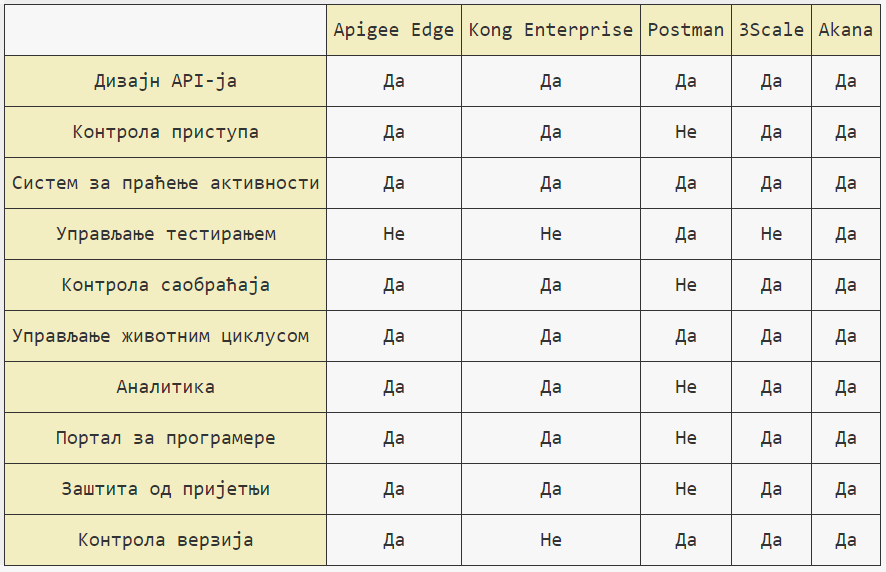 Apigee Edge Kong Enterprise Postman 3Scale Akana
Дизајн API-ја Да Да Да Да Да
Контрола приступа Да Да Не Да Да
Систем за праћење активности Да Да Да Да Да
Управљање тестирањем Не Не Да Не Да
Контрола саобраћаја Да Да Не Да Да
Управљање животним циклусом Да Да Да Да Да
Аналитика Да Да Не Да Да
Портал за програмере Да Да Не Да Да
Заштита од пријетњи Да Да Не Да Да
Контрола верзија Да Не Да Да Да